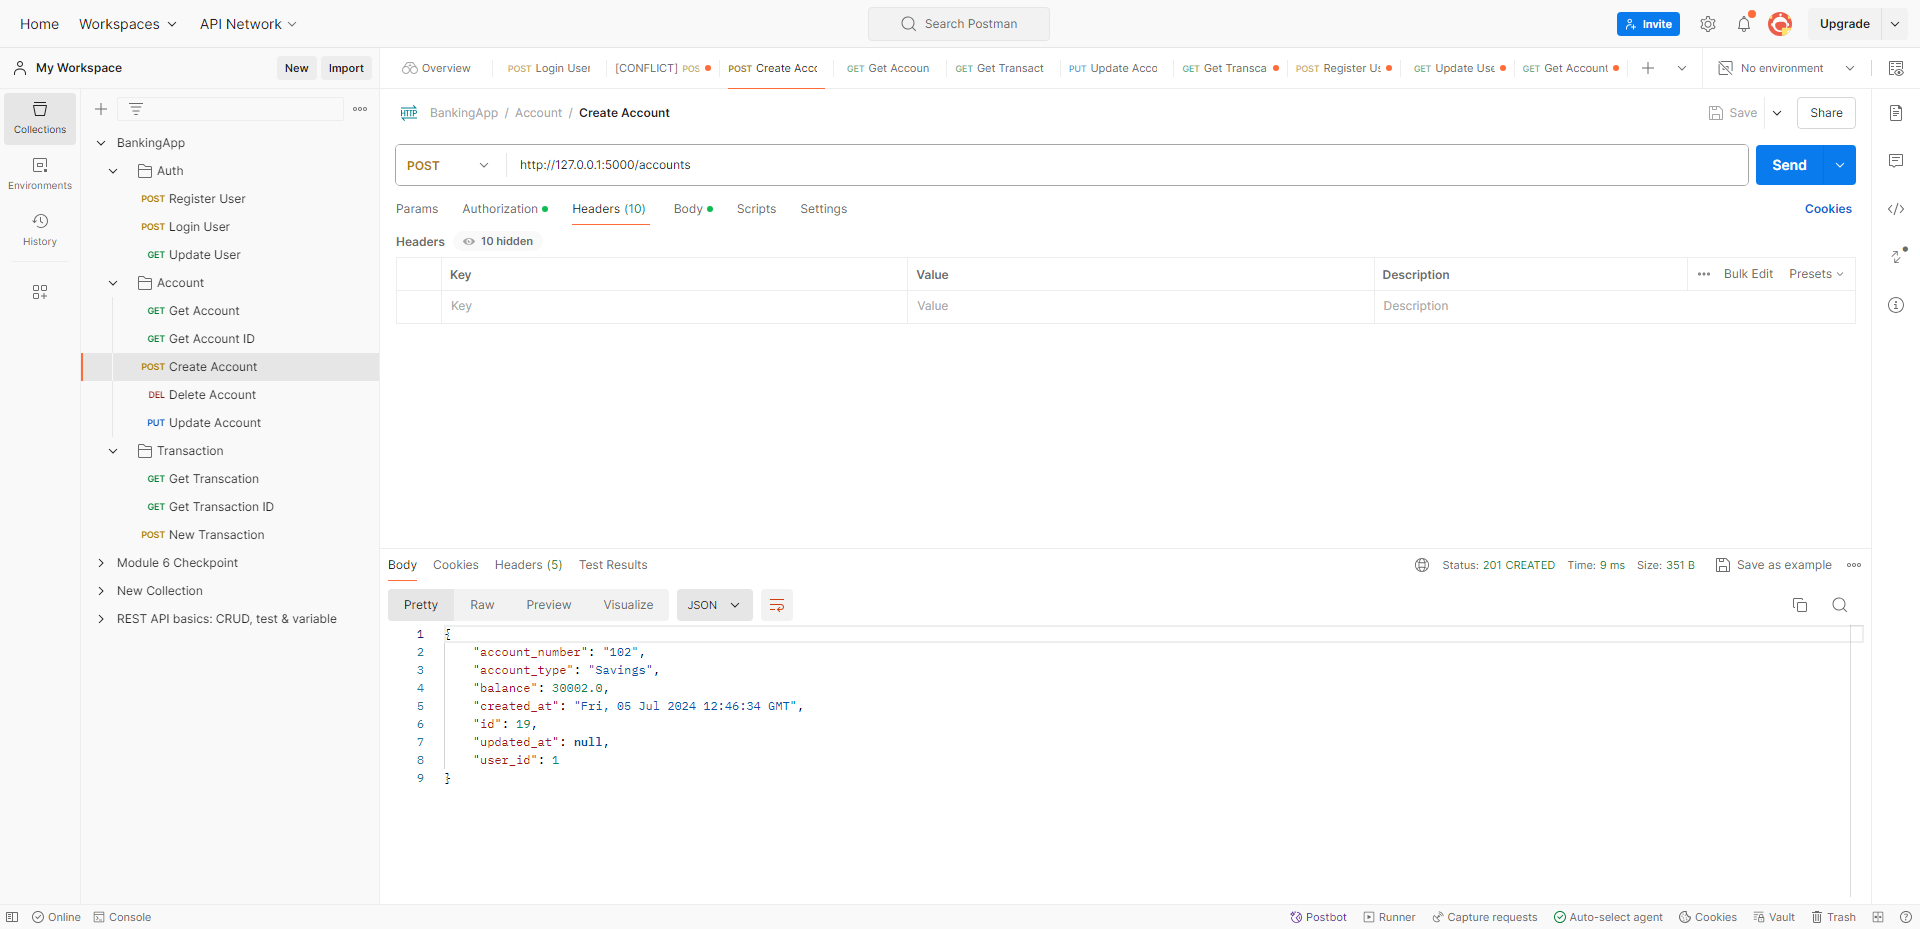 Home Workspaces API Network Search Postman Invite Upgrade
My Workspace New Import Overview POST Login User [CONFLICT] POS POST Create Acc GET Get Accoun GET Get Transact PUT Update Acco GET Get Transca POST Register Us GET Update Use GET Get Account No environment
Collections
Environments
History
BankingApp
Auth
POST Register User
POST Login User
GET Update User
Account
GET Get Account
GET Get Account ID
POST Create Account
DEL Delete Account
PUT Update Account
Transaction
GET Get Transcation
GET Get Transaction ID
POST New Transaction
Module 6 Checkpoint
New Collection
REST API basics: CRUD, test & variable
HTTP BankingApp / Account / Create Account Save Share
POST http://127.0.0.1:5000/accounts Send
Params Authorization Headers (10) Body Scripts Settings Cookies
Headers 10 hidden
Key Value Description Bulk Edit Presets
Key Value Description
Body Cookies Headers (5) Test Results Status: 201 CREATED Time: 9 ms Size: 351 B Save as example
Pretty Raw Preview Visualize JSON
1 {
2 "account_number": "102",
3 "account_type": "Savings",
4 "balance": 30002.0,
5 "created_at": "Fri, 05 Jul 2024 12:46:34 GMT",
6 "id": 19,
7 "updated_at": null,
8 "user_id": 1
9 }
Online Console Postbot Runner Capture requests Auto-select agent Cookies Vault Trash